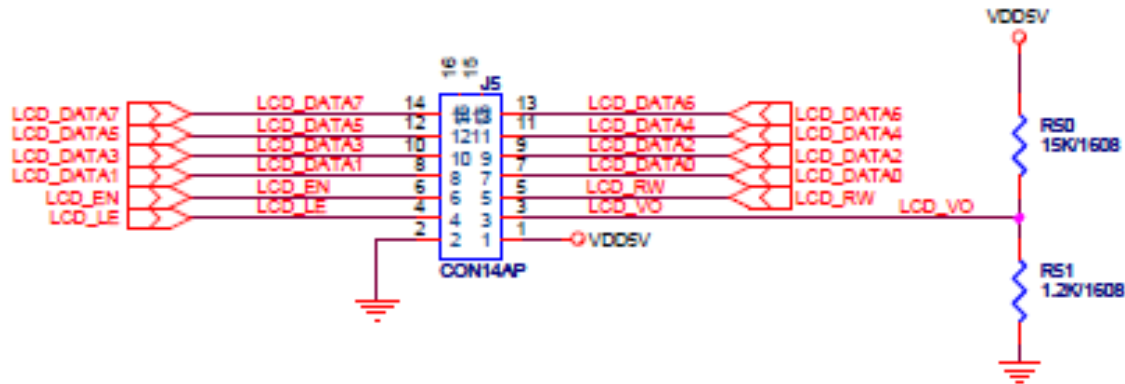 VDD5V
16
15
J5
LCD_DATA7 LCD_DATA7 14 13 LCD_DATA6 LCD_DATA6
LCD_DATA5 LCD_DATA5 12 12 11 11 LCD_DATA4 LCD_DATA4
LCD_DATA3 LCD_DATA3 10 10 9 9 LCD_DATA2 LCD_DATA2
LCD_DATA1 LCD_DATA1 8 8 7 7 LCD_DATA0 LCD_DATA0
LCD_EN LCD_EN 6 6 5 5 LCD_RW LCD_RW
LCD_LE LCD_LE 4 4 3 3 LCD_VO LCD_VO
2 2 1 1 VDD5V
CON14AP
R50
15K/1608
R51
1.2K/1608